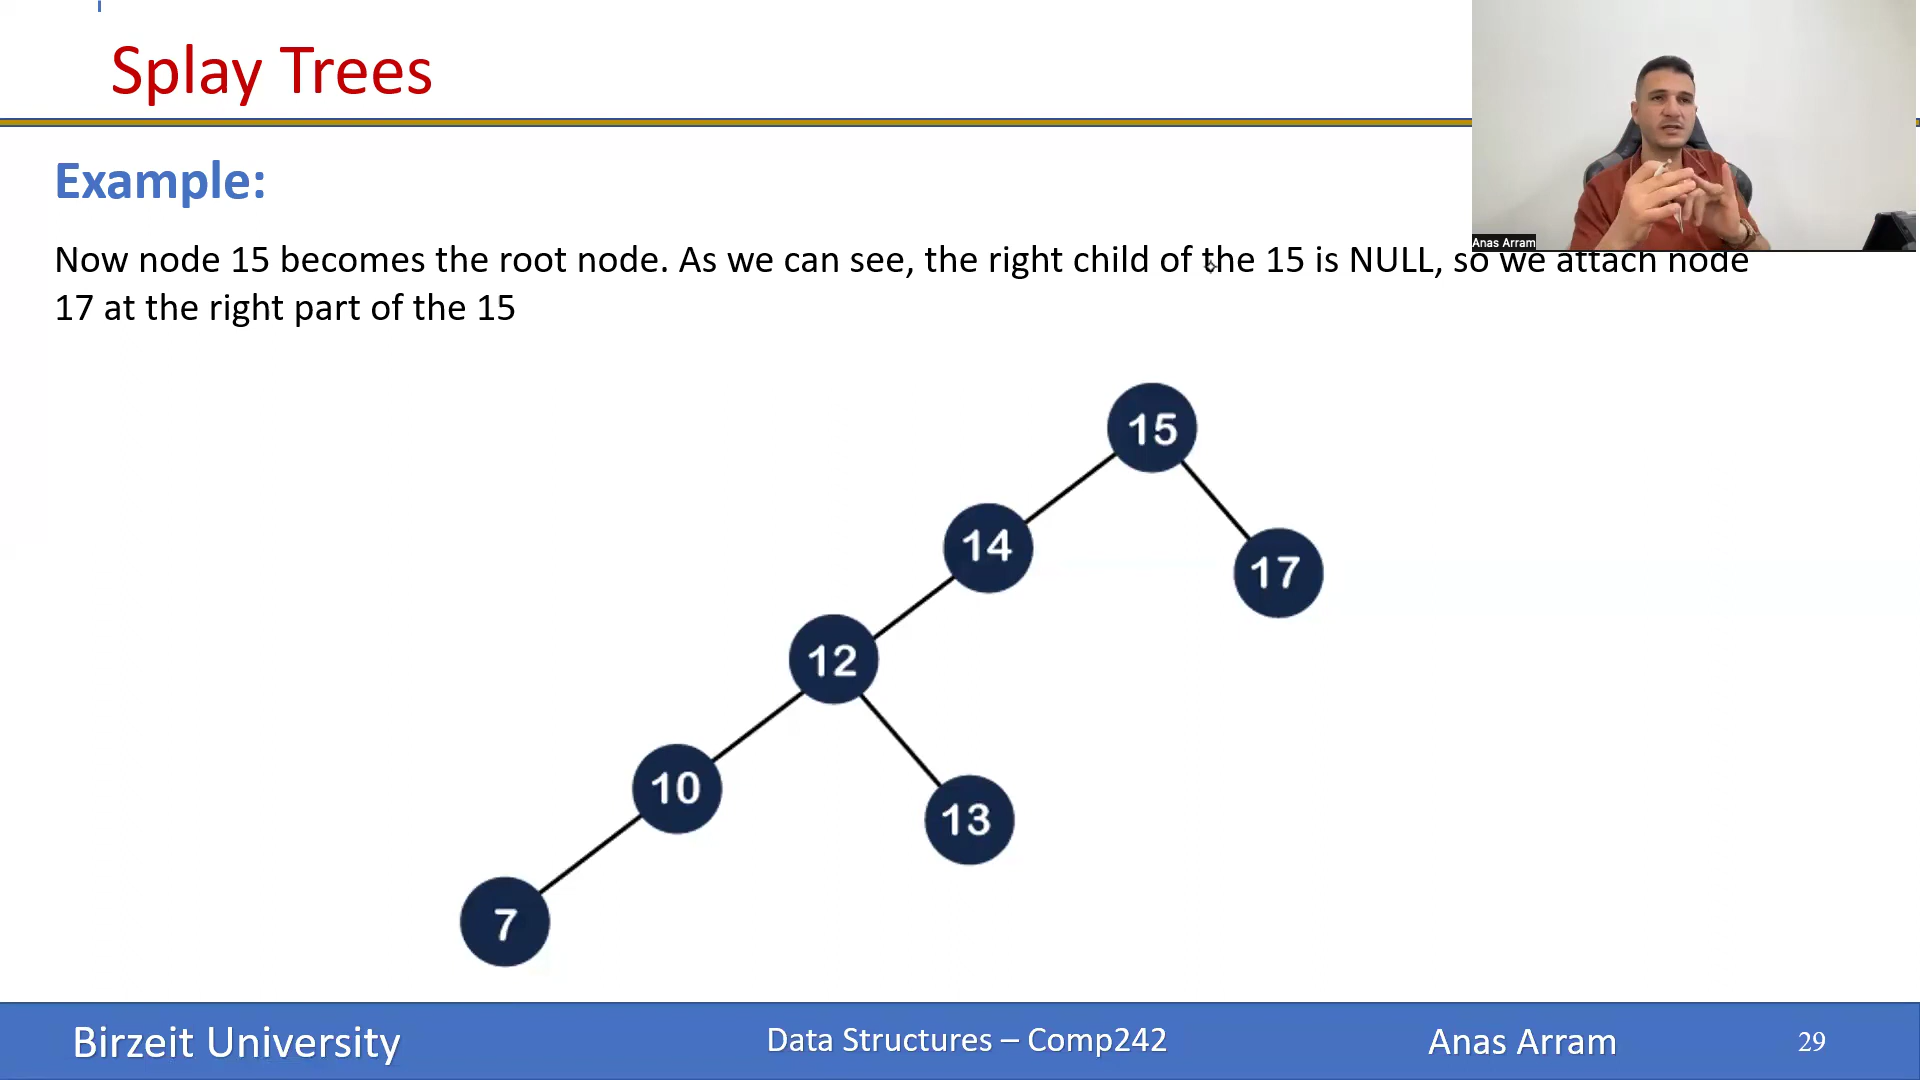 Splay Trees
Example:
Anas Arram
Now node 15 becomes the root node. As we can see, the right child of the 15 is NULL, so we attach node
17 at the right part of the 15
15
14
17
12
10
13
7
Birzeit University
Data Structures – Comp242
Anas Arram
29